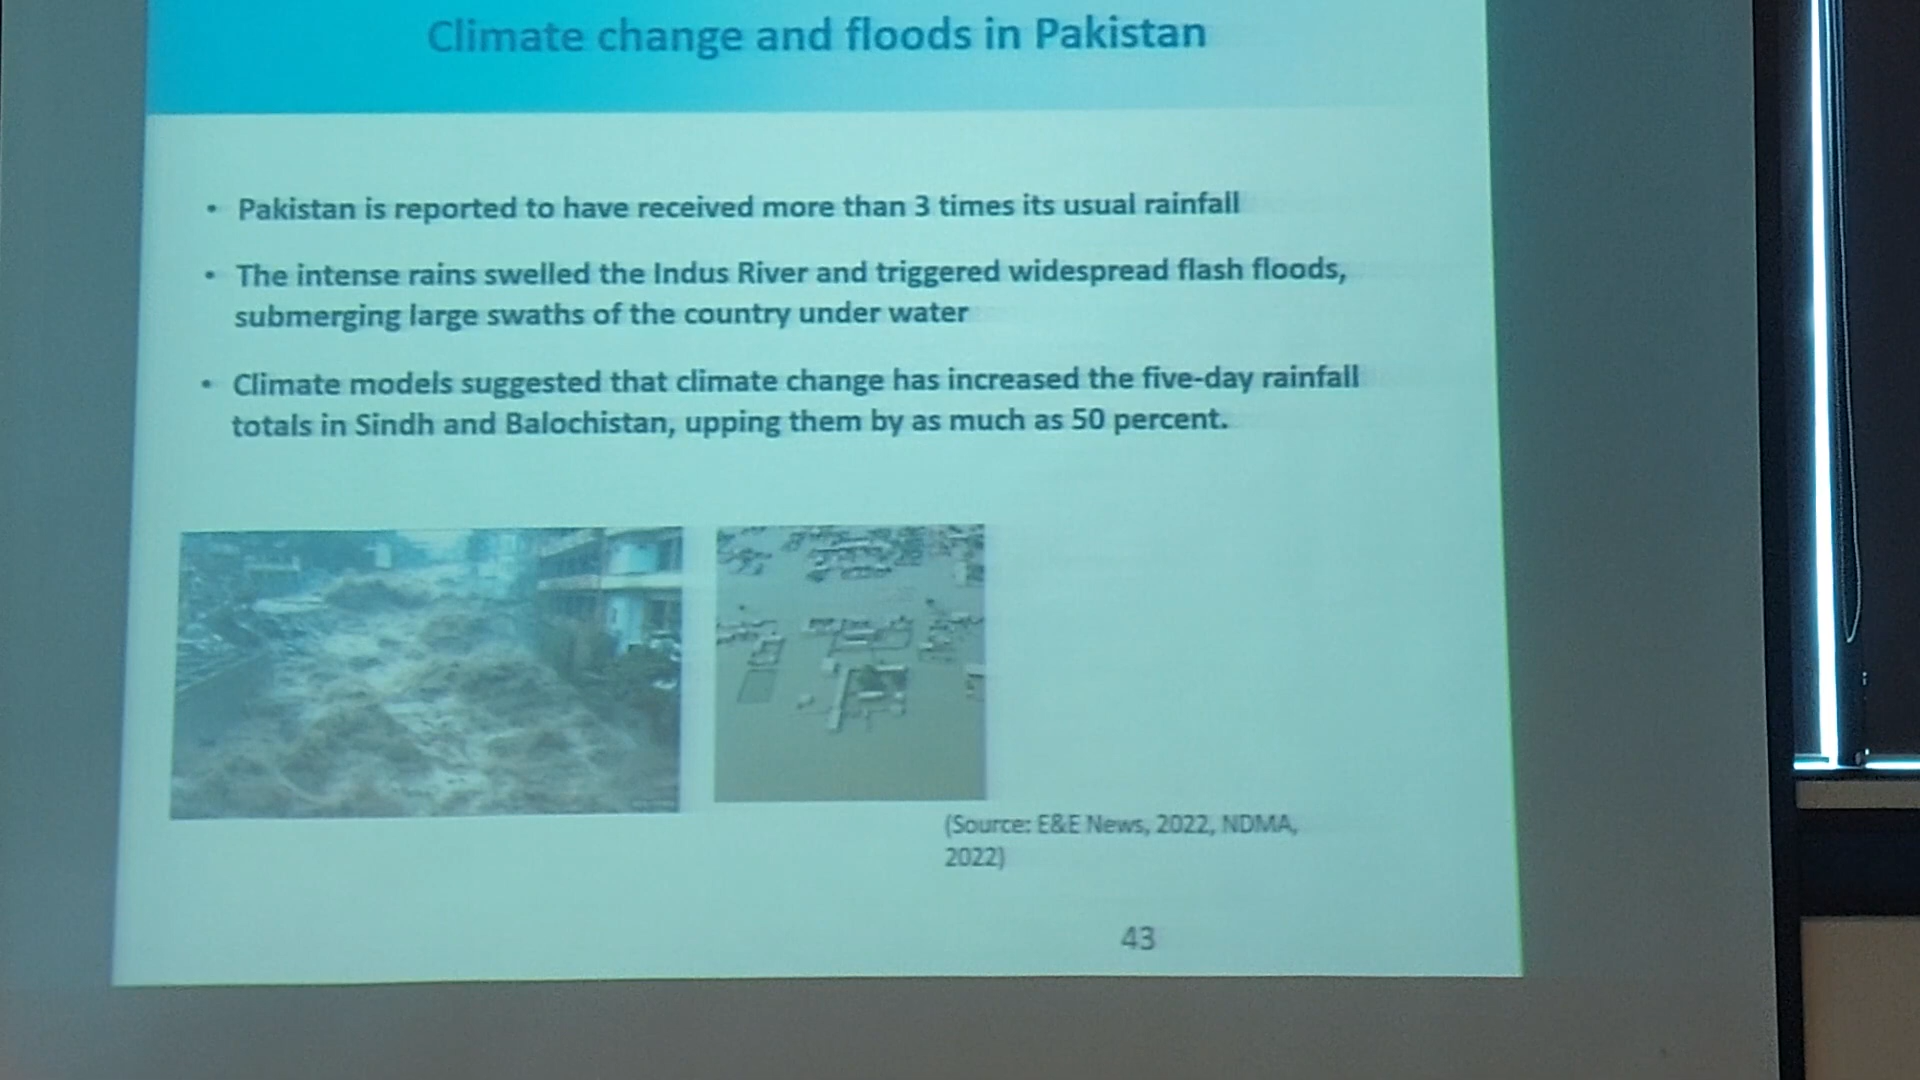 Climate change and floods in Pakistan
• Pakistan is reported to have received more than 3 times its usual rainfall
• The intense rains swelled the Indus River and triggered widespread flash floods,
submerging large swaths of the country under water
• Climate models suggested that climate change has increased the five-day rainfall
totals in Sindh and Balochistan, upping them by as much as 50 percent.
(Source: E&E News, 2022, NDMA,
2022)
43